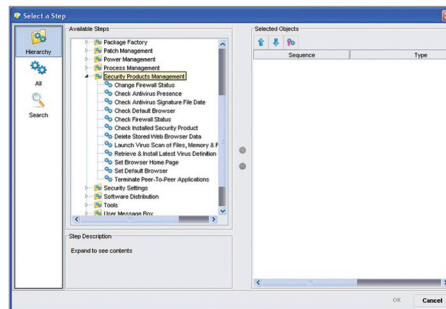 Select a Step
Hierarchy
All
Search
Available Steps
Package Factory
Patch Management
Power Management
Process Management
Security Products Management
Change Firewall Status
Check Antivirus Presence
Check Antivirus Signature File Date
Check Default Browser
Check Firewall Status
Check Installed Security Product
Delete Stored Web Browser Data
Launch Virus Scan of Files, Memory & F
Retrieve & Install Latest Virus Definition
Set Browser Home Page
Set Default Browser
Terminate Peer-To-Peer Applications
Security Settings
Software Distribution
Tools
User Message Box
Step Description
Expand to see contents
Selected Objects
Sequence Type
OK Cancel